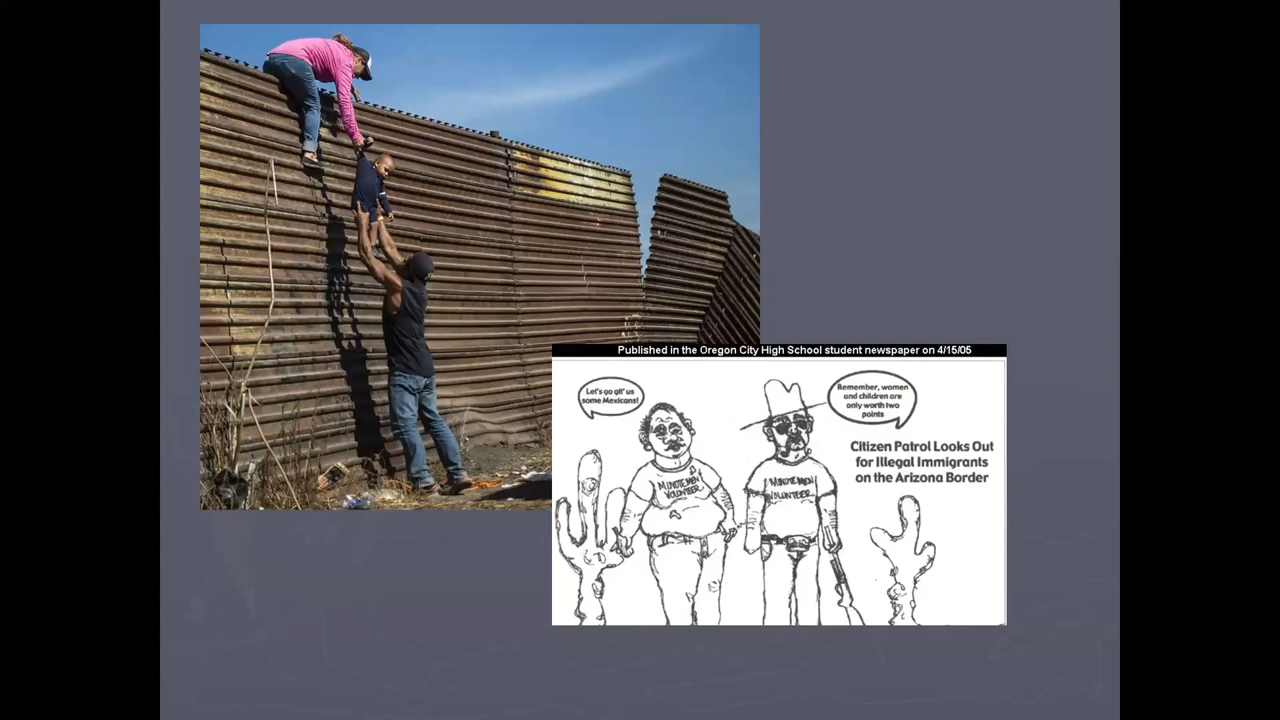 Published in the Oregon City High School student newspaper on 4/15/05
Let's go git' us
some Mexicans!
Remember, women
and children are
only worth two
points
Citizen Patrol Looks Out
for Illegal Immigrants
on the Arizona Border
MINUTEMEN
VOLUNTEER
MINUTEMEN
VOLUNTEER